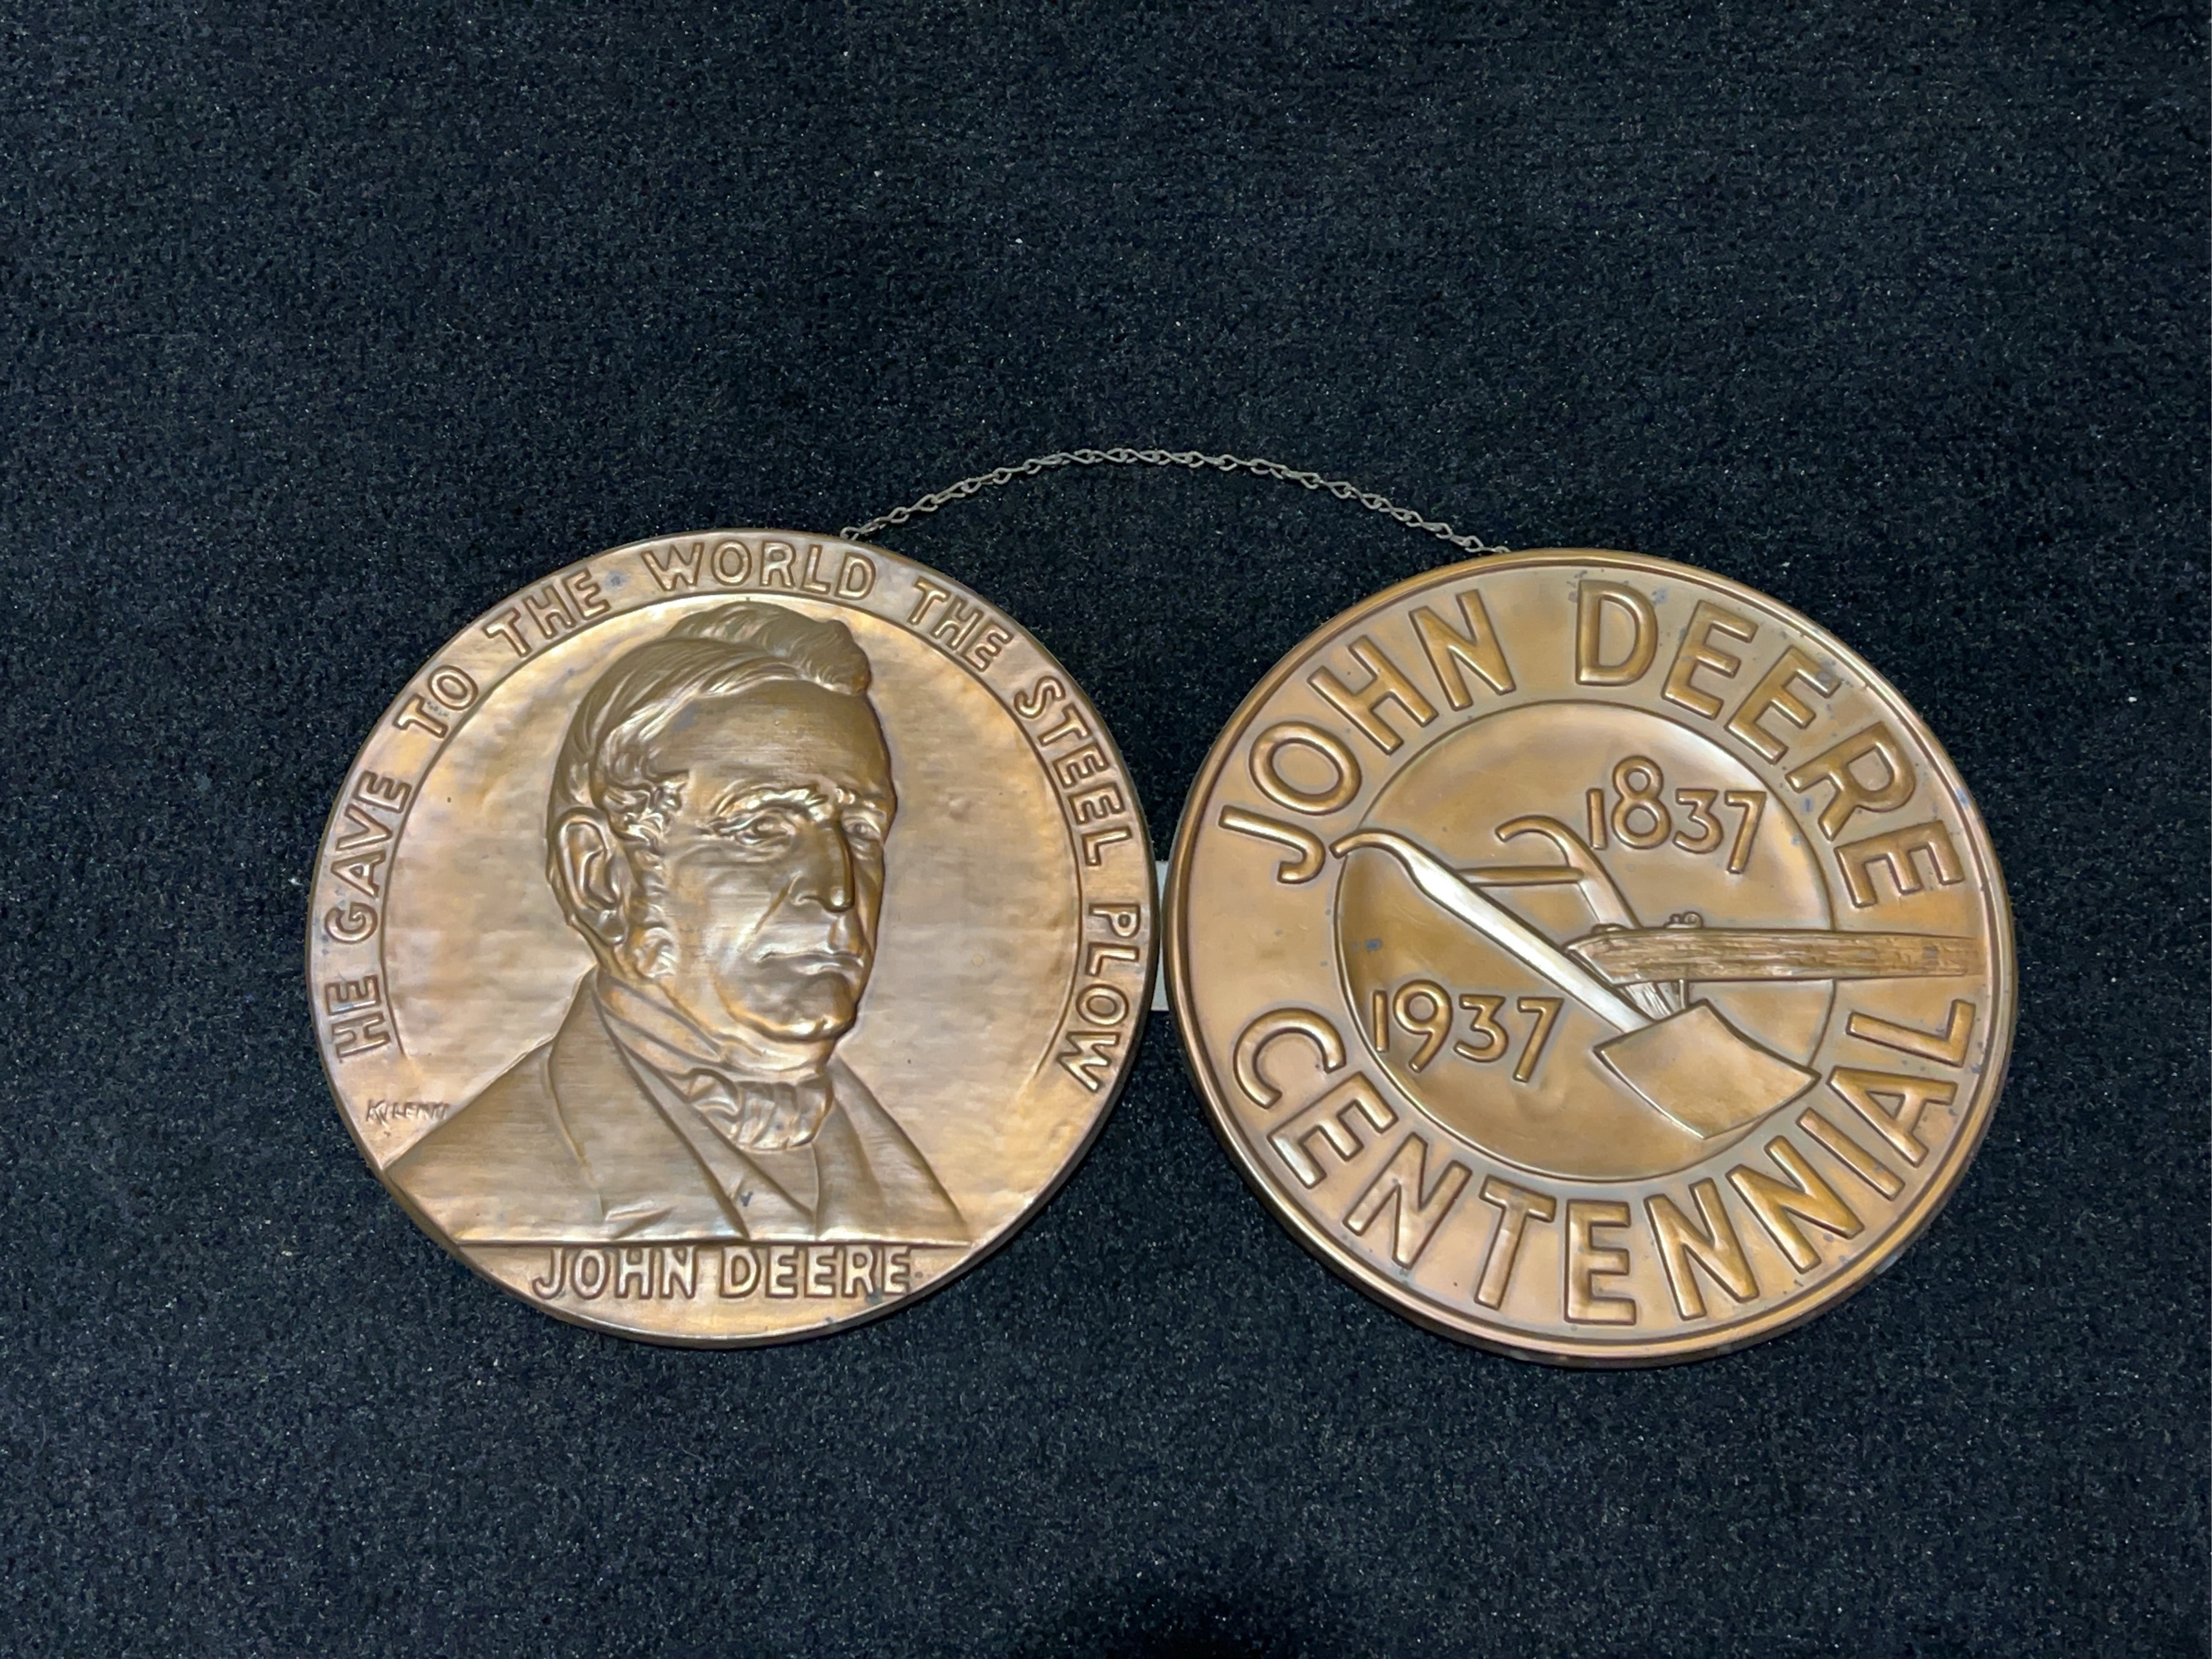 HE GAVE TO THE WORLD THE STEEL PLOW
JOHN DEERE
JOHN DEERE
1837
1937
CENTENNIAL